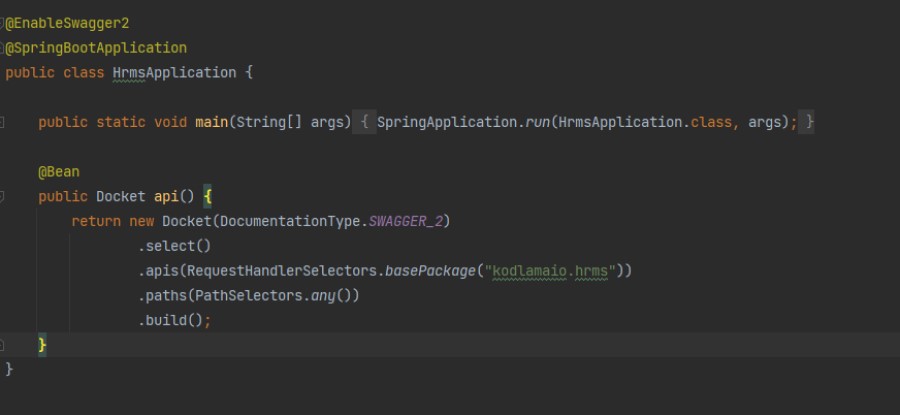 @EnableSwagger2
@SpringBootApplication
public class HrmsApplication {
public static void main(String[] args) { SpringApplication.run(HrmsApplication.class, args); }
@Bean
public Docket api() {
return new Docket(DocumentationType.SWAGGER_2)
.select()
.apis(RequestHandlerSelectors.basePackage("kodlamaio.hrms"))
.paths(PathSelectors.any())
.build();
}
}